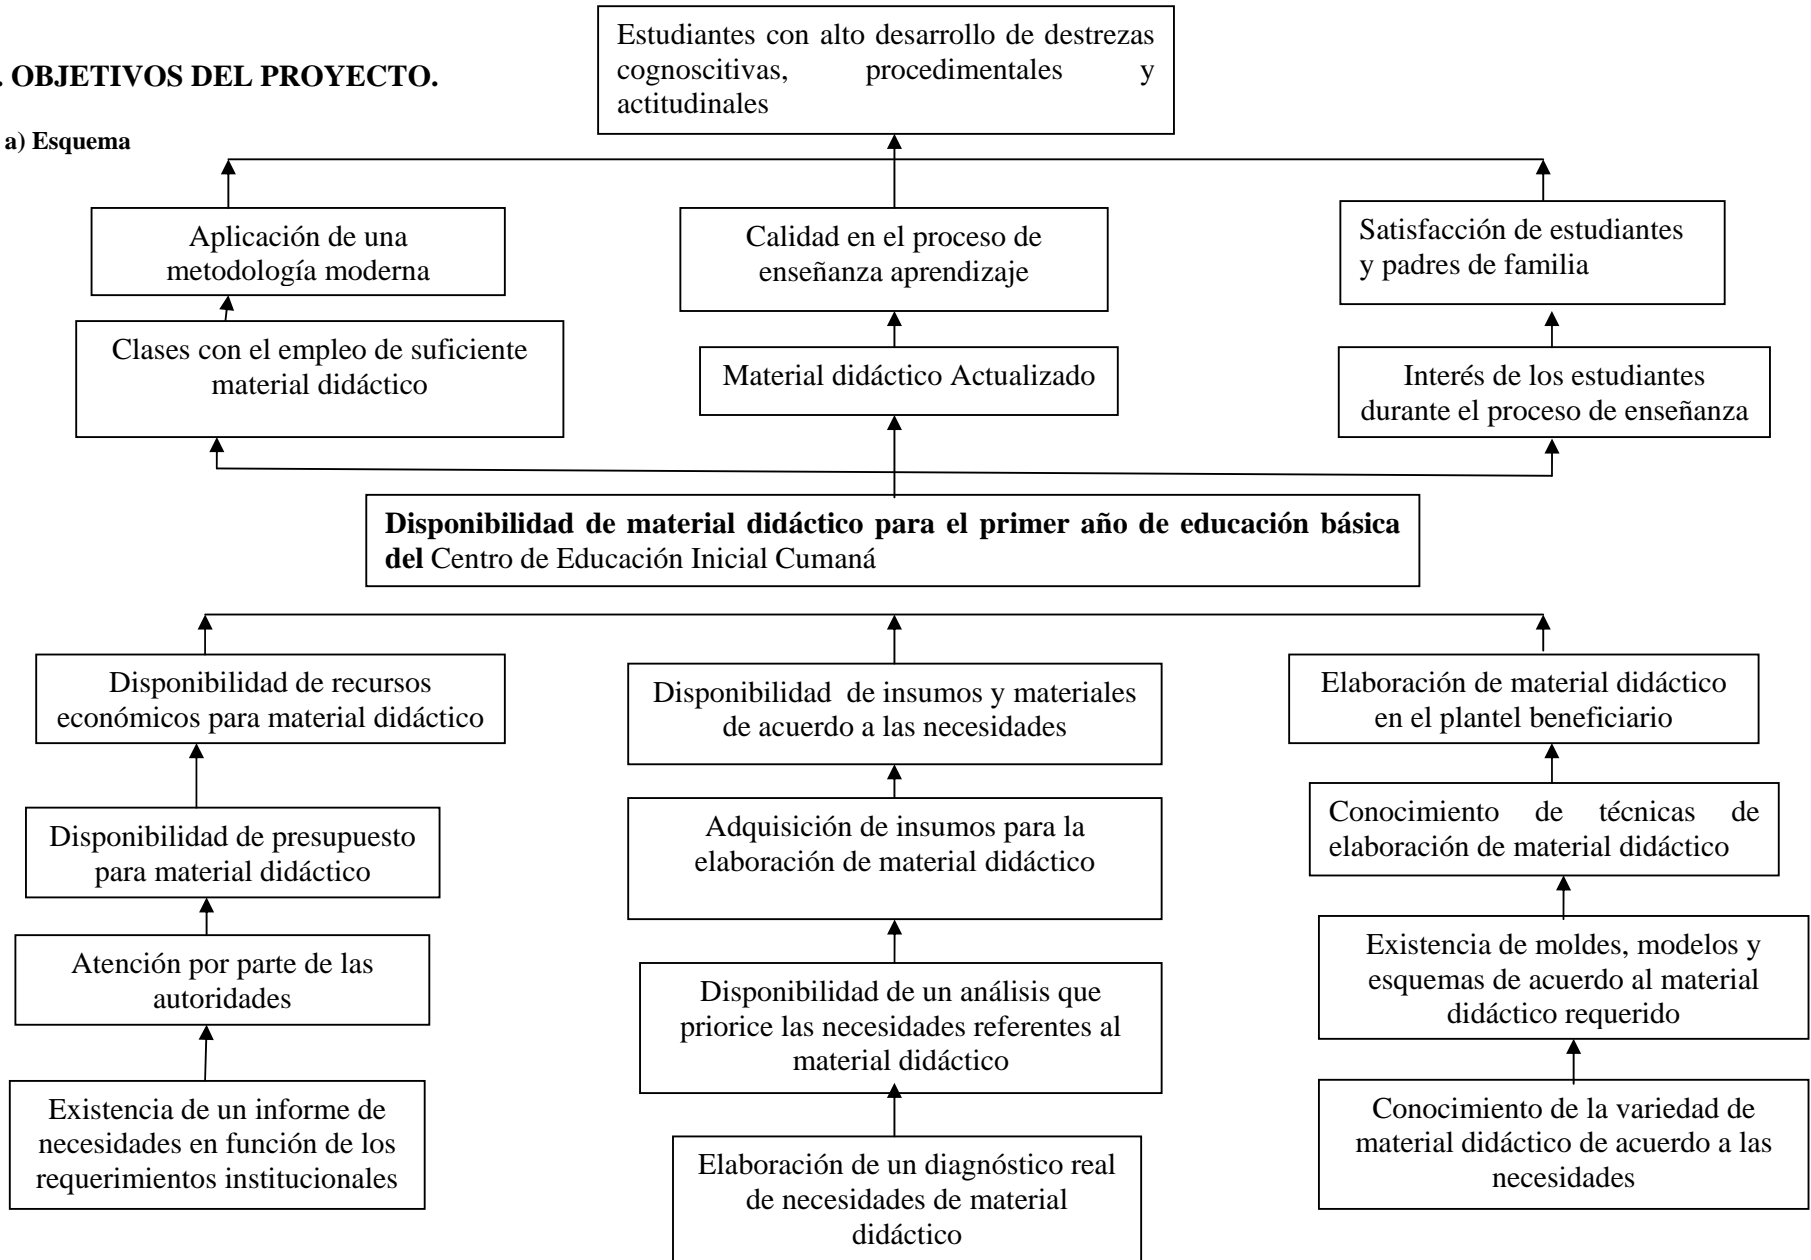 Estudiantes con alto desarrollo de destrezas
cognoscitivas, procedimentales y
actitudinales
. OBJETIVOS DEL PROYECTO.
a) Esquema
Aplicación de una
metodología moderna
Calidad en el proceso de
enseñanza aprendizaje
Satisfacción de estudiantes
y padres de familia
Clases con el empleo de suficiente
material didáctico
Material didáctico Actualizado
Interés de los estudiantes
durante el proceso de enseñanza
Disponibilidad de material didáctico para el primer año de educación básica
del Centro de Educación Inicial Cumaná
Disponibilidad de recursos
económicos para material didáctico
Disponibilidad de insumos y materiales
de acuerdo a las necesidades
Elaboración de material didáctico
en el plantel beneficiario
Disponibilidad de presupuesto
para material didáctico
Adquisición de insumos para la
elaboración de material didáctico
Conocimiento de técnicas de
elaboración de material didáctico
Atención por parte de las
autoridades
Disponibilidad de un análisis que
priorice las necesidades referentes al
material didáctico
Existencia de moldes, modelos y
esquemas de acuerdo al material
didáctico requerido
Existencia de un informe de
necesidades en función de los
requerimientos institucionales
Elaboración de un diagnóstico real
de necesidades de material
didáctico
Conocimiento de la variedad de
material didáctico de acuerdo a las
necesidades